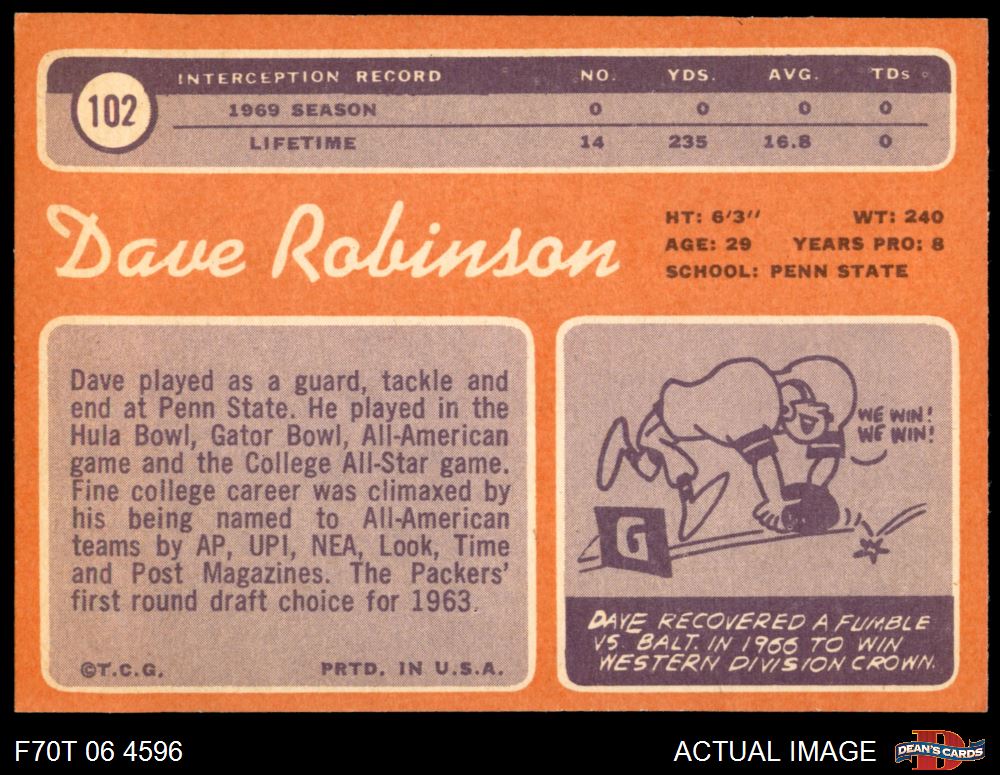 102
INTERCEPTION RECORD NO. YDS. AVG. TDs
1969 SEASON 0 0 0 0
LIFETIME 14 235 16.8 0
Dave Robinson
HT: 6'3" WT: 240
AGE: 29 YEARS PRO: 8
SCHOOL: PENN STATE
Dave played as a guard, tackle and
end at Penn State. He played in the
Hula Bowl, Gator Bowl, All-American
game and the College All-Star game.
Fine college career was climaxed by
his being named to All-American
teams by AP, UPI, NEA, Look, Time
and Post Magazines. The Packers'
first round draft choice for 1963.
©T.C.G. PRTD. IN U.S.A.
WE WIN!
WE WIN!
G
DAVE RECOVERED A FUMBLE
VS. BALT. IN 1966 TO WIN
WESTERN DIVISION CROWN.
F70T 06 4596 ACTUAL IMAGE
D
DEAN'S CARDS